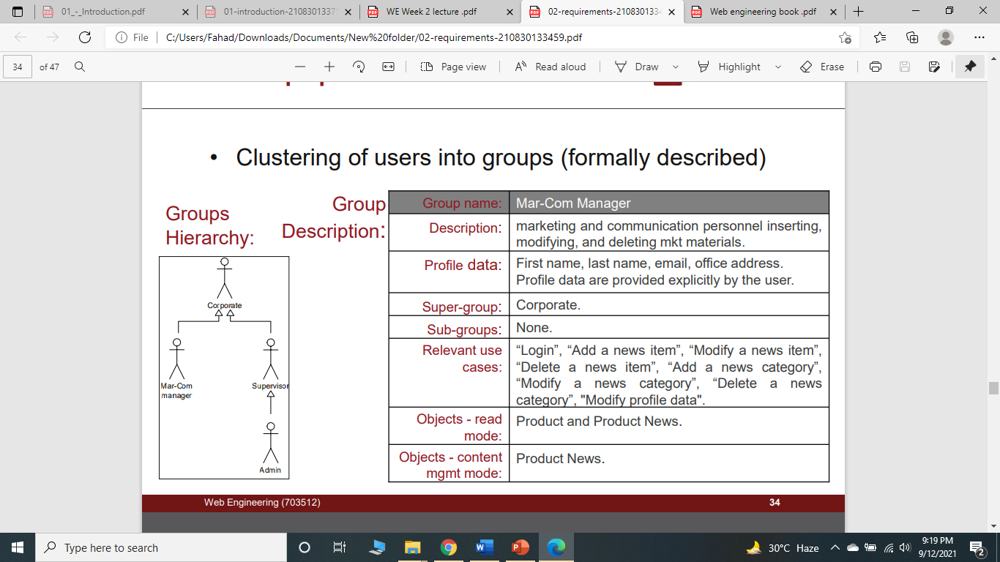 01_-_Introduction.pdf
01-introduction-2108301337
WE Week 2 lecture .pdf
02-requirements-2108301334
Web engineering book .pdf
File
C:/Users/Fahad/Downloads/Documents/New%20folder/02-requirements-210830133459.pdf
34 of 47
Page view
Read aloud
Draw
Highlight
Erase
• Clustering of users into groups (formally described)
Groups
Hierarchy:
Corporate
Mar-Com
manager
Supervisor
Admin
Group
Description:
Group name: Mar-Com Manager
Description: marketing and communication personnel inserting,
modifying, and deleting mkt materials.
Profile data: First name, last name, email, office address.
Profile data are provided explicitly by the user.
Super-group: Corporate.
Sub-groups: None.
Relevant use “Login”, “Add a news item”, “Modify a news item”,
cases: “Delete a news item”, “Add a news category”,
“Modify a news category”, “Delete a news
category”, "Modify profile data".
Objects - read Product and Product News.
mode:
Objects - content Product News.
mgmt mode:
Web Engineering (703512) 34
Type here to search
30°C Haze
9:19 PM
9/12/2021
2